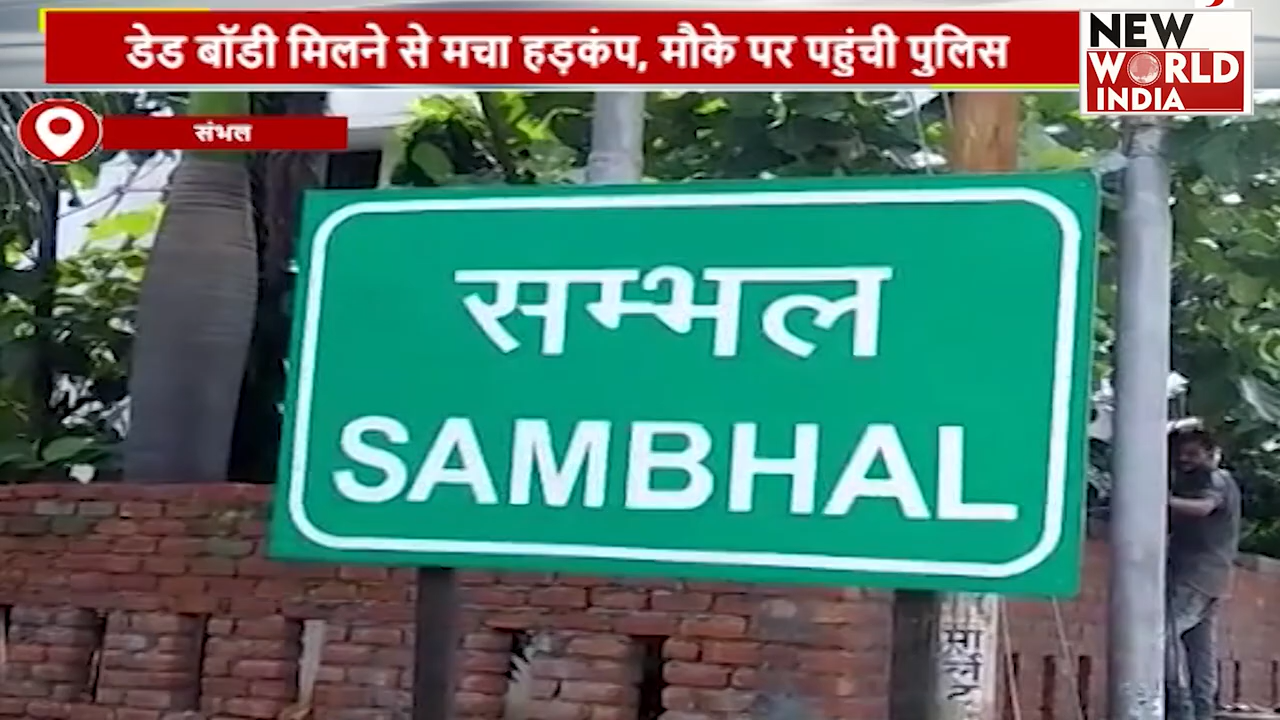 डेड बॉडी मिलने से मचा हड़कंप, मौके पर पहुंची पुलिस
NEW
WORLD
INDIA
संभल
सम्भल
SAMBHAL